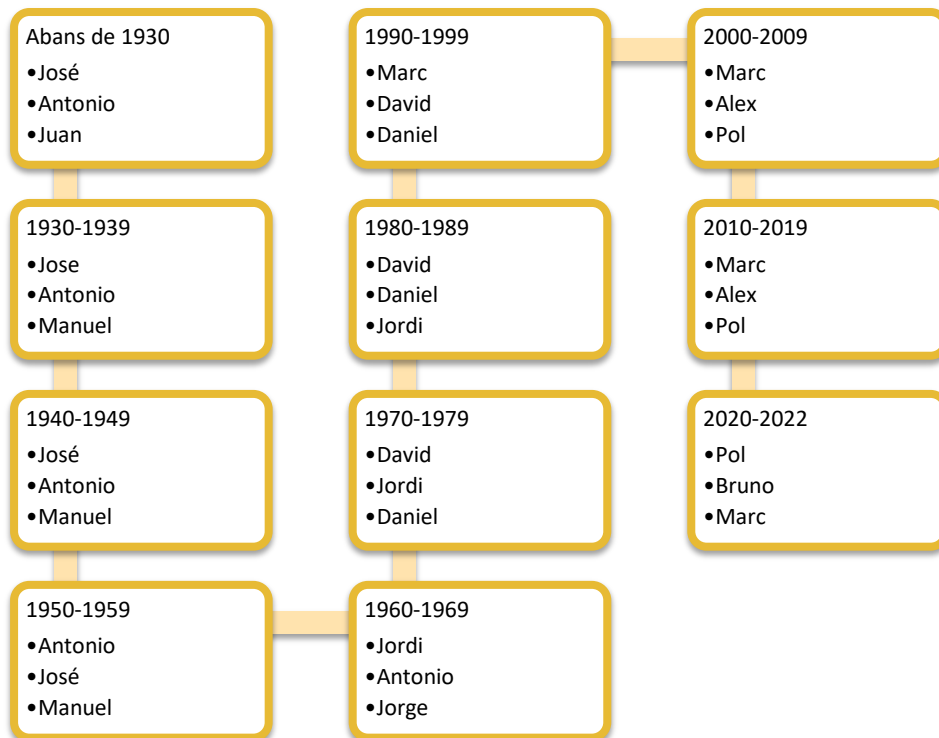 Abans de 1930
•José
•Antonio
•Juan
1930-1939
•Jose
•Antonio
•Manuel
1940-1949
•José
•Antonio
•Manuel
1950-1959
•Antonio
•José
•Manuel
1960-1969
•Jordi
•Antonio
•Jorge
1970-1979
•David
•Jordi
•Daniel
1980-1989
•David
•Daniel
•Jordi
1990-1999
•Marc
•David
•Daniel
2000-2009
•Marc
•Alex
•Pol
2010-2019
•Marc
•Alex
•Pol
2020-2022
•Pol
•Bruno
•Marc